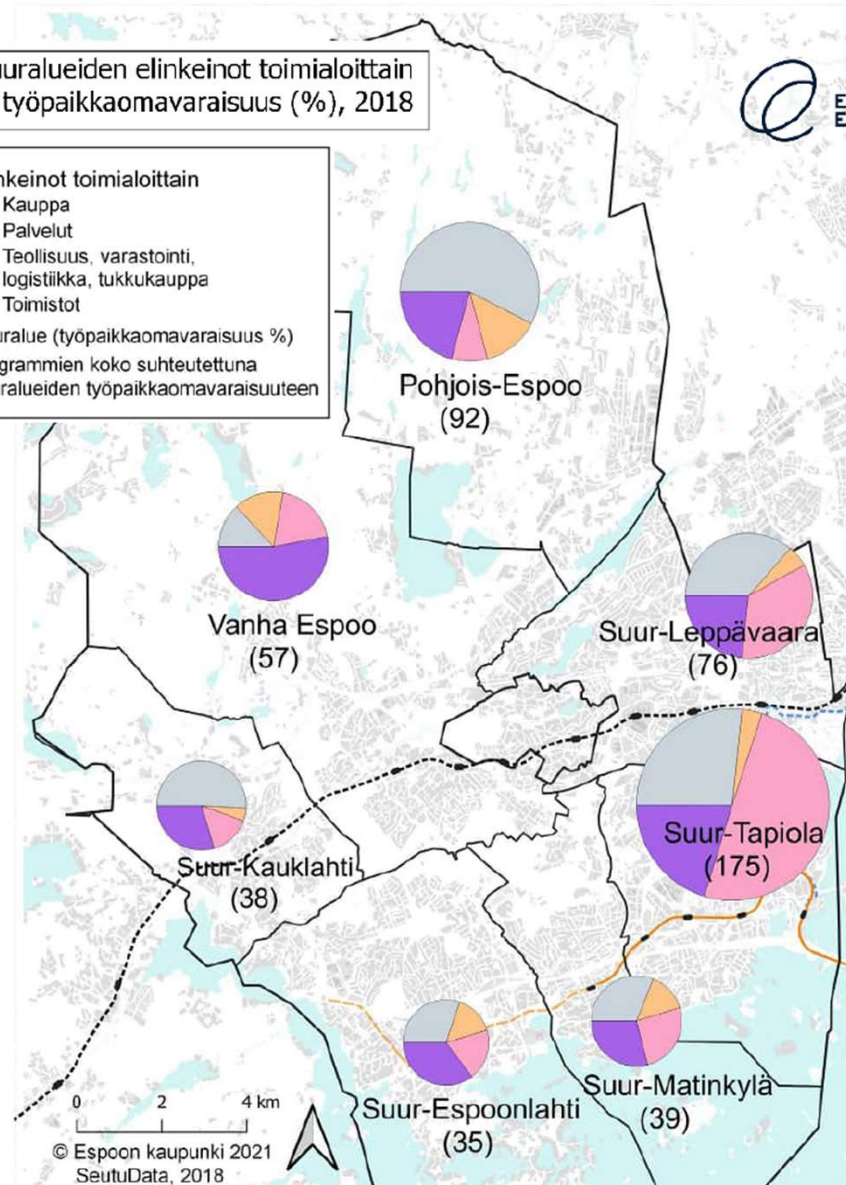 uuralueiden elinkeinot toimialoittain
työpaikkaomavaraisuus (%), 2018
E
E
nkeinot toimialoittain
Kauppa
Palvelut
Teollisuus, varastointi,
logistiikka, tukkukauppa
Toimistot
uralue (työpaikkaomavaraisuus %)
grammien koko suhteutettuna
ralueiden työpaikkaomavaraisuuteen
Pohjois-Espoo
(92)
Vanha Espoo
(57)
Suur-Leppävaara
(76)
Suur-Tapiola
(175)
Suur-Kauklahti
(38)
Suur-Matinkylä
(39)
Suur-Espoonlahti
(35)
0 2 4 km
© Espoon kaupunki 2021
SeutuData, 2018